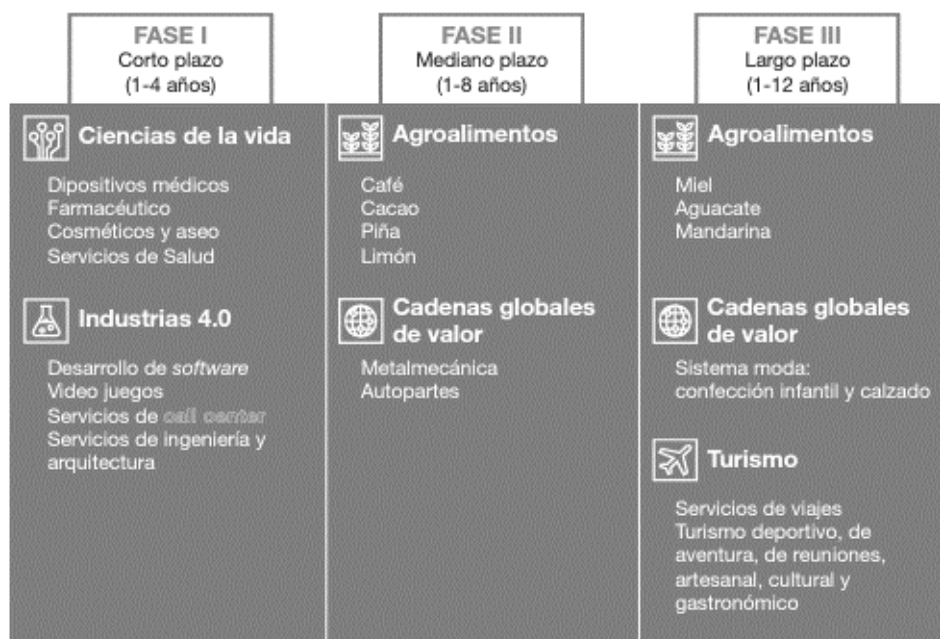 FASE I
Corto plazo
(1-4 años)
Ciencias de la vida
Dipositivos médicos
Farmacéutico
Cosméticos y aseo
Servicios de Salud
Industrias 4.0
Desarrollo de software
Video juegos
Servicios de call center
Servicios de ingeniería y
arquitectura
FASE II
Mediano plazo
(1-8 años)
Agroalimentos
Café
Cacao
Piña
Limón
Cadenas globales
de valor
Metalmecánica
Autopartes
FASE III
Largo plazo
(1-12 años)
Agroalimentos
Miel
Aguacate
Mandarina
Cadenas globales
de valor
Sistema moda:
confección infantil y calzado
Turismo
Servicios de viajes
Turismo deportivo, de
aventura, de reuniones,
artesanal, cultural y
gastronómico